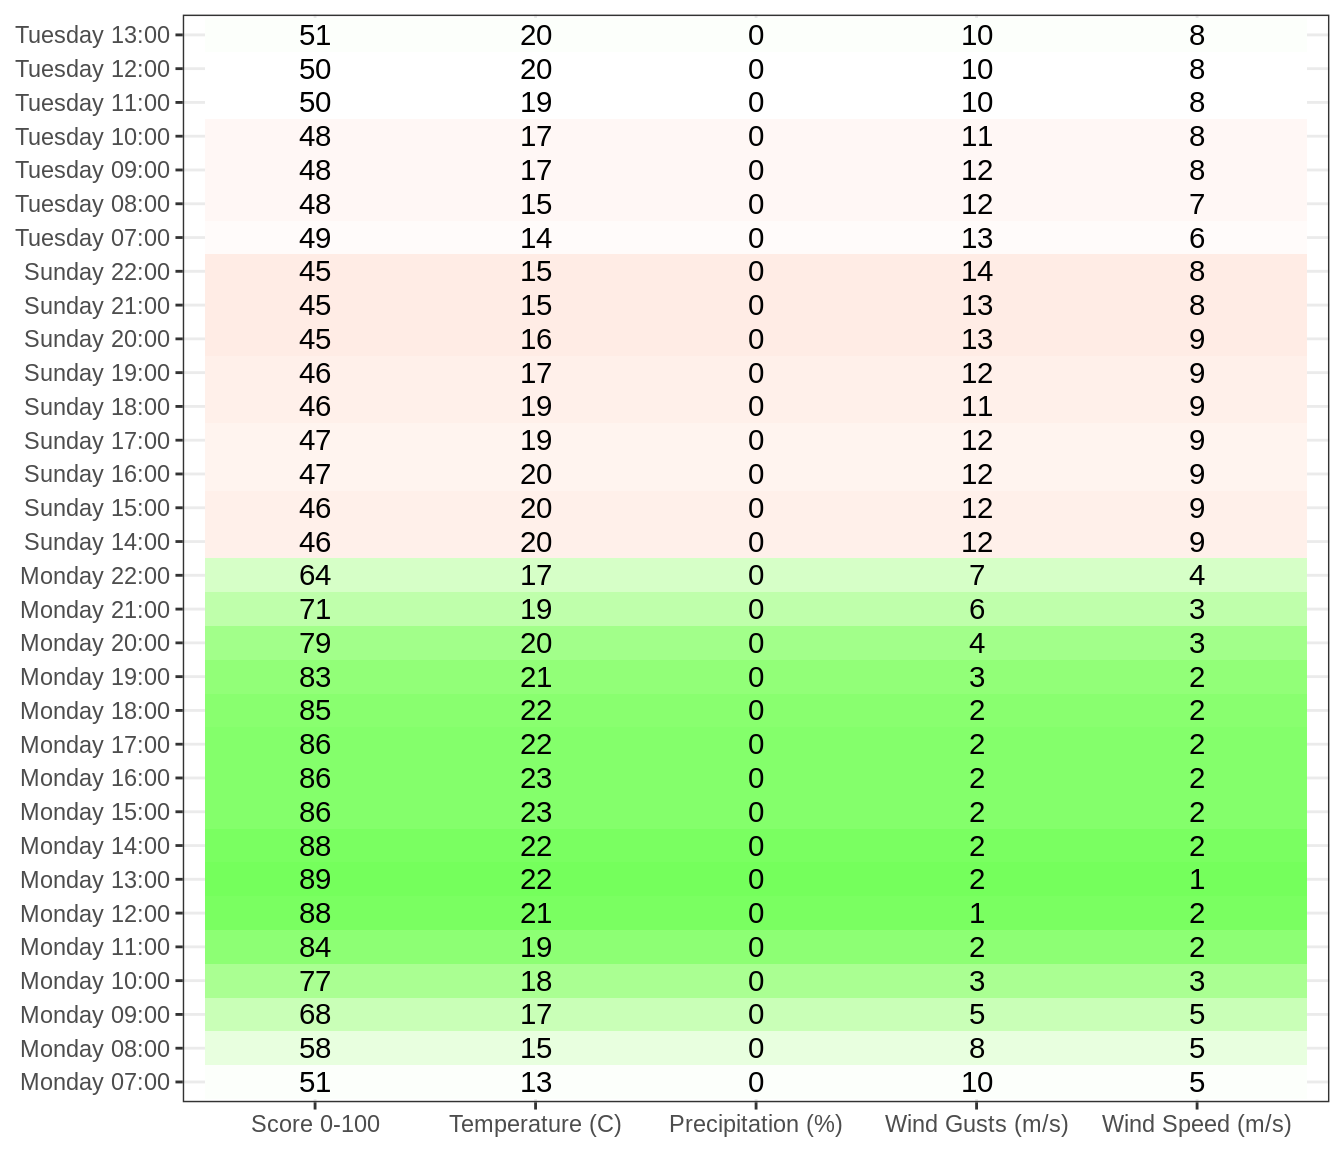 Tuesday 13:00 51 20 0 10 8
Tuesday 12:00 50 20 0 10 8
Tuesday 11:00 50 19 0 10 8
Tuesday 10:00 48 17 0 11 8
Tuesday 09:00 48 17 0 12 8
Tuesday 08:00 48 15 0 12 7
Tuesday 07:00 49 14 0 13 6
Sunday 22:00 45 15 0 14 8
Sunday 21:00 45 15 0 13 8
Sunday 20:00 45 16 0 13 9
Sunday 19:00 46 17 0 12 9
Sunday 18:00 46 19 0 11 9
Sunday 17:00 47 19 0 12 9
Sunday 16:00 47 20 0 12 9
Sunday 15:00 46 20 0 12 9
Sunday 14:00 46 20 0 12 9
Monday 22:00 64 17 0 7 4
Monday 21:00 71 19 0 6 3
Monday 20:00 79 20 0 4 3
Monday 19:00 83 21 0 3 2
Monday 18:00 85 22 0 2 2
Monday 17:00 86 22 0 2 2
Monday 16:00 86 23 0 2 2
Monday 15:00 86 23 0 2 2
Monday 14:00 88 22 0 2 2
Monday 13:00 89 22 0 2 1
Monday 12:00 88 21 0 1 2
Monday 11:00 84 19 0 2 2
Monday 10:00 77 18 0 3 3
Monday 09:00 68 17 0 5 5
Monday 08:00 58 15 0 8 5
Monday 07:00 51 13 0 10 5
Score 0-100 Temperature (C) Precipitation (%) Wind Gusts (m/s) Wind Speed (m/s)